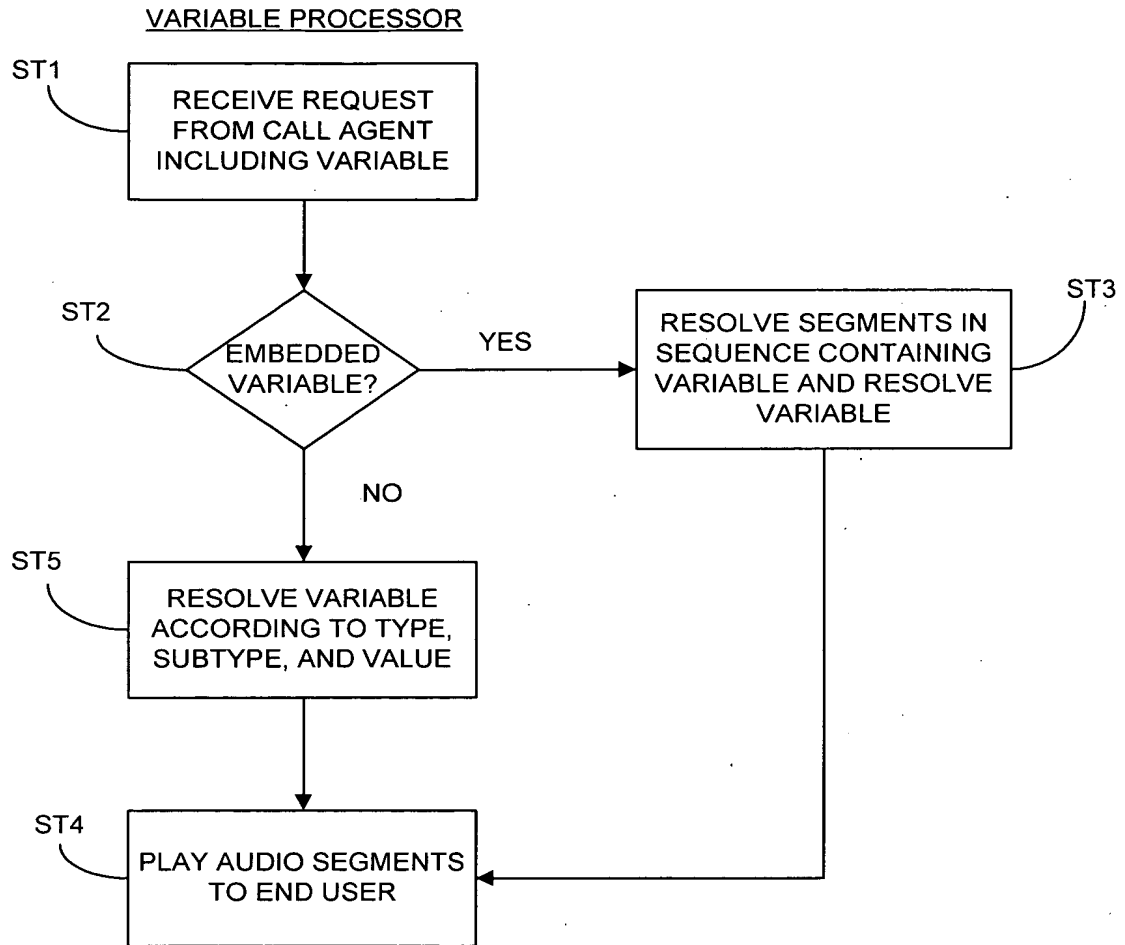 VARIABLE PROCESSOR
ST1
RECEIVE REQUEST
FROM CALL AGENT
INCLUDING VARIABLE
ST2
EMBEDDED
VARIABLE?
YES
ST3
RESOLVE SEGMENTS IN
SEQUENCE CONTAINING
VARIABLE AND RESOLVE
VARIABLE
NO
ST5
RESOLVE VARIABLE
ACCORDING TO TYPE,
SUBTYPE, AND VALUE
ST4
PLAY AUDIO SEGMENTS
TO END USER